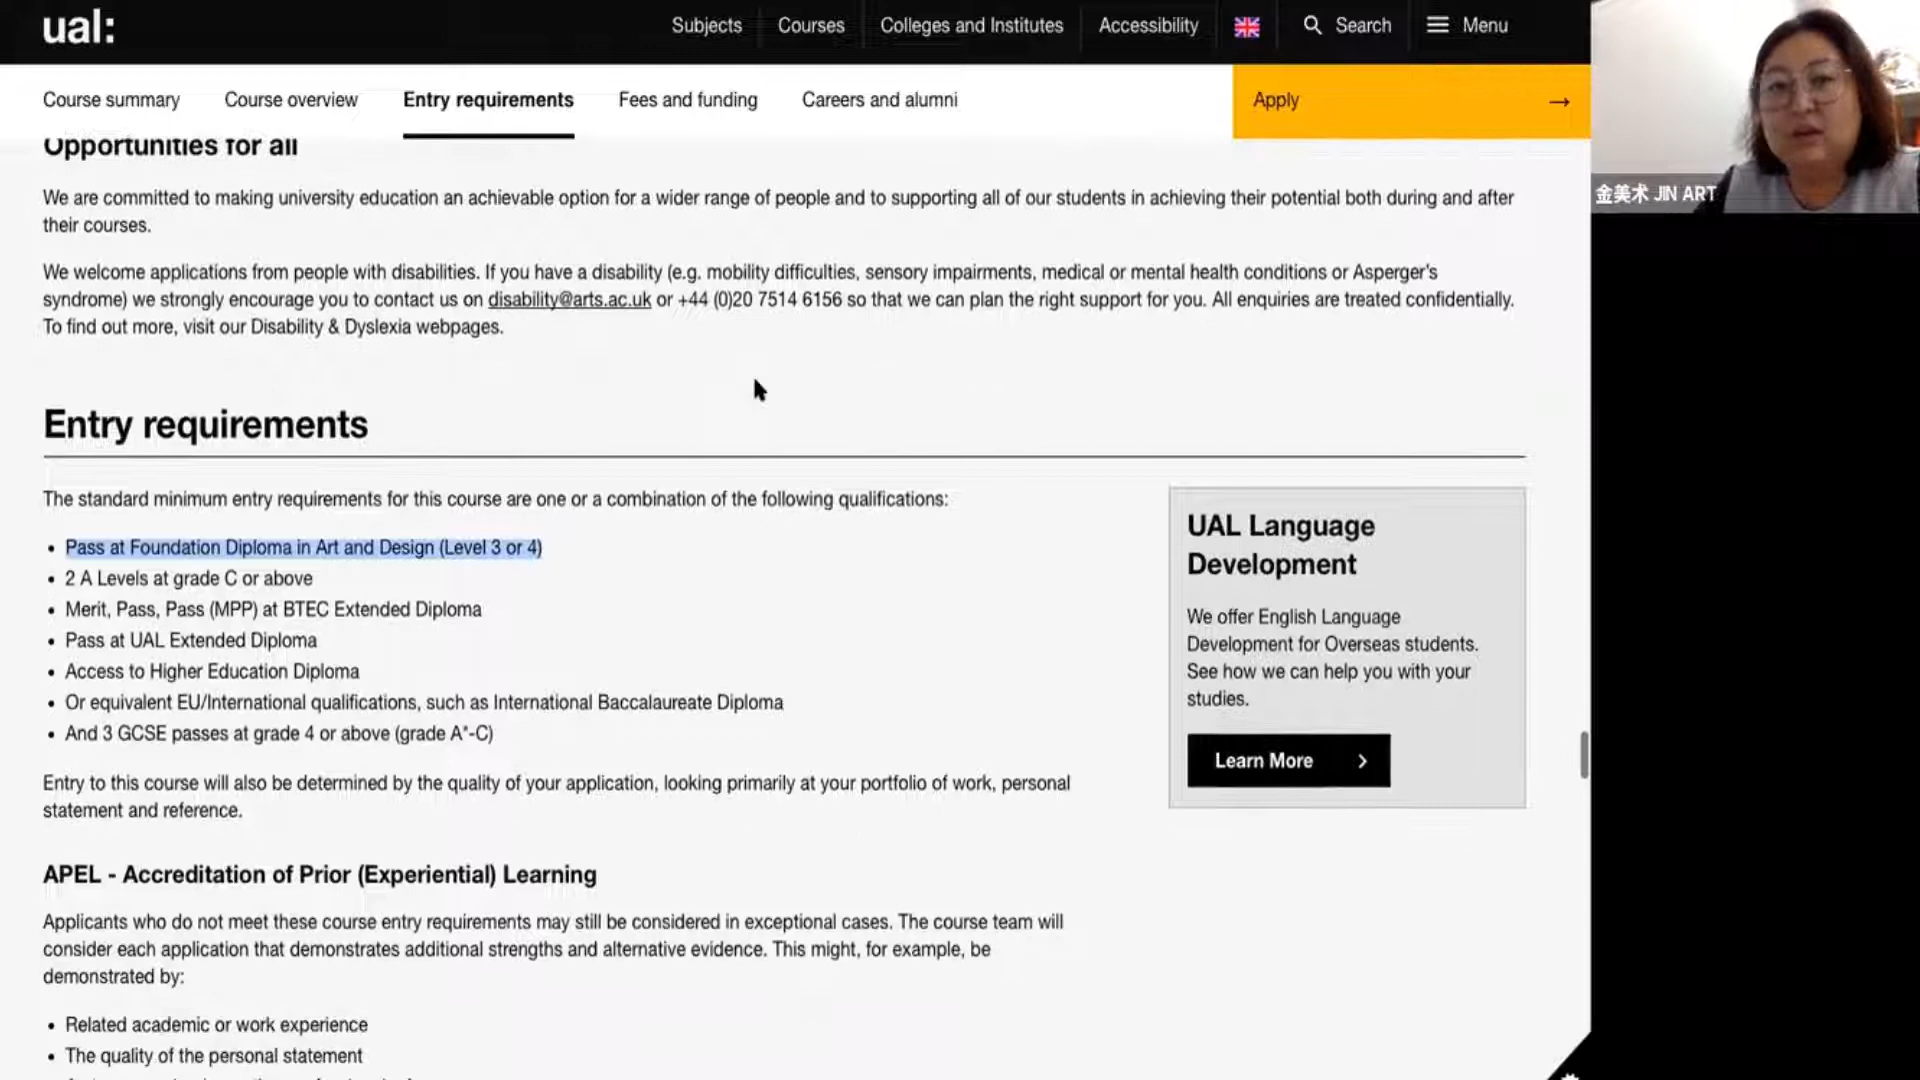 ual:
Subjects
Courses
Colleges and Institutes
Accessibility
Search
Menu
Course summary
Course overview
Entry requirements
Fees and funding
Careers and alumni
Apply →
金美术 JIN ART
Opportunities for all
We are committed to making university education an achievable option for a wider range of people and to supporting all of our students in achieving their potential both during and after
their courses.
We welcome applications from people with disabilities. If you have a disability (e.g. mobility difficulties, sensory impairments, medical or mental health conditions or Asperger's
syndrome) we strongly encourage you to contact us on disability@arts.ac.uk or +44 (0)20 7514 6156 so that we can plan the right support for you. All enquiries are treated confidentially.
To find out more, visit our Disability & Dyslexia webpages.
Entry requirements
The standard minimum entry requirements for this course are one or a combination of the following qualifications:
• Pass at Foundation Diploma in Art and Design (Level 3 or 4)
• 2 A Levels at grade C or above
• Merit, Pass, Pass (MPP) at BTEC Extended Diploma
• Pass at UAL Extended Diploma
• Access to Higher Education Diploma
• Or equivalent EU/International qualifications, such as International Baccalaureate Diploma
• And 3 GCSE passes at grade 4 or above (grade A*-C)
Entry to this course will also be determined by the quality of your application, looking primarily at your portfolio of work, personal
statement and reference.
UAL Language
Development
We offer English Language
Development for Overseas students.
See how we can help you with your
studies.
Learn More
APEL - Accreditation of Prior (Experiential) Learning
Applicants who do not meet these course entry requirements may still be considered in exceptional cases. The course team will
consider each application that demonstrates additional strengths and alternative evidence. This might, for example, be
demonstrated by:
• Related academic or work experience
• The quality of the personal statement